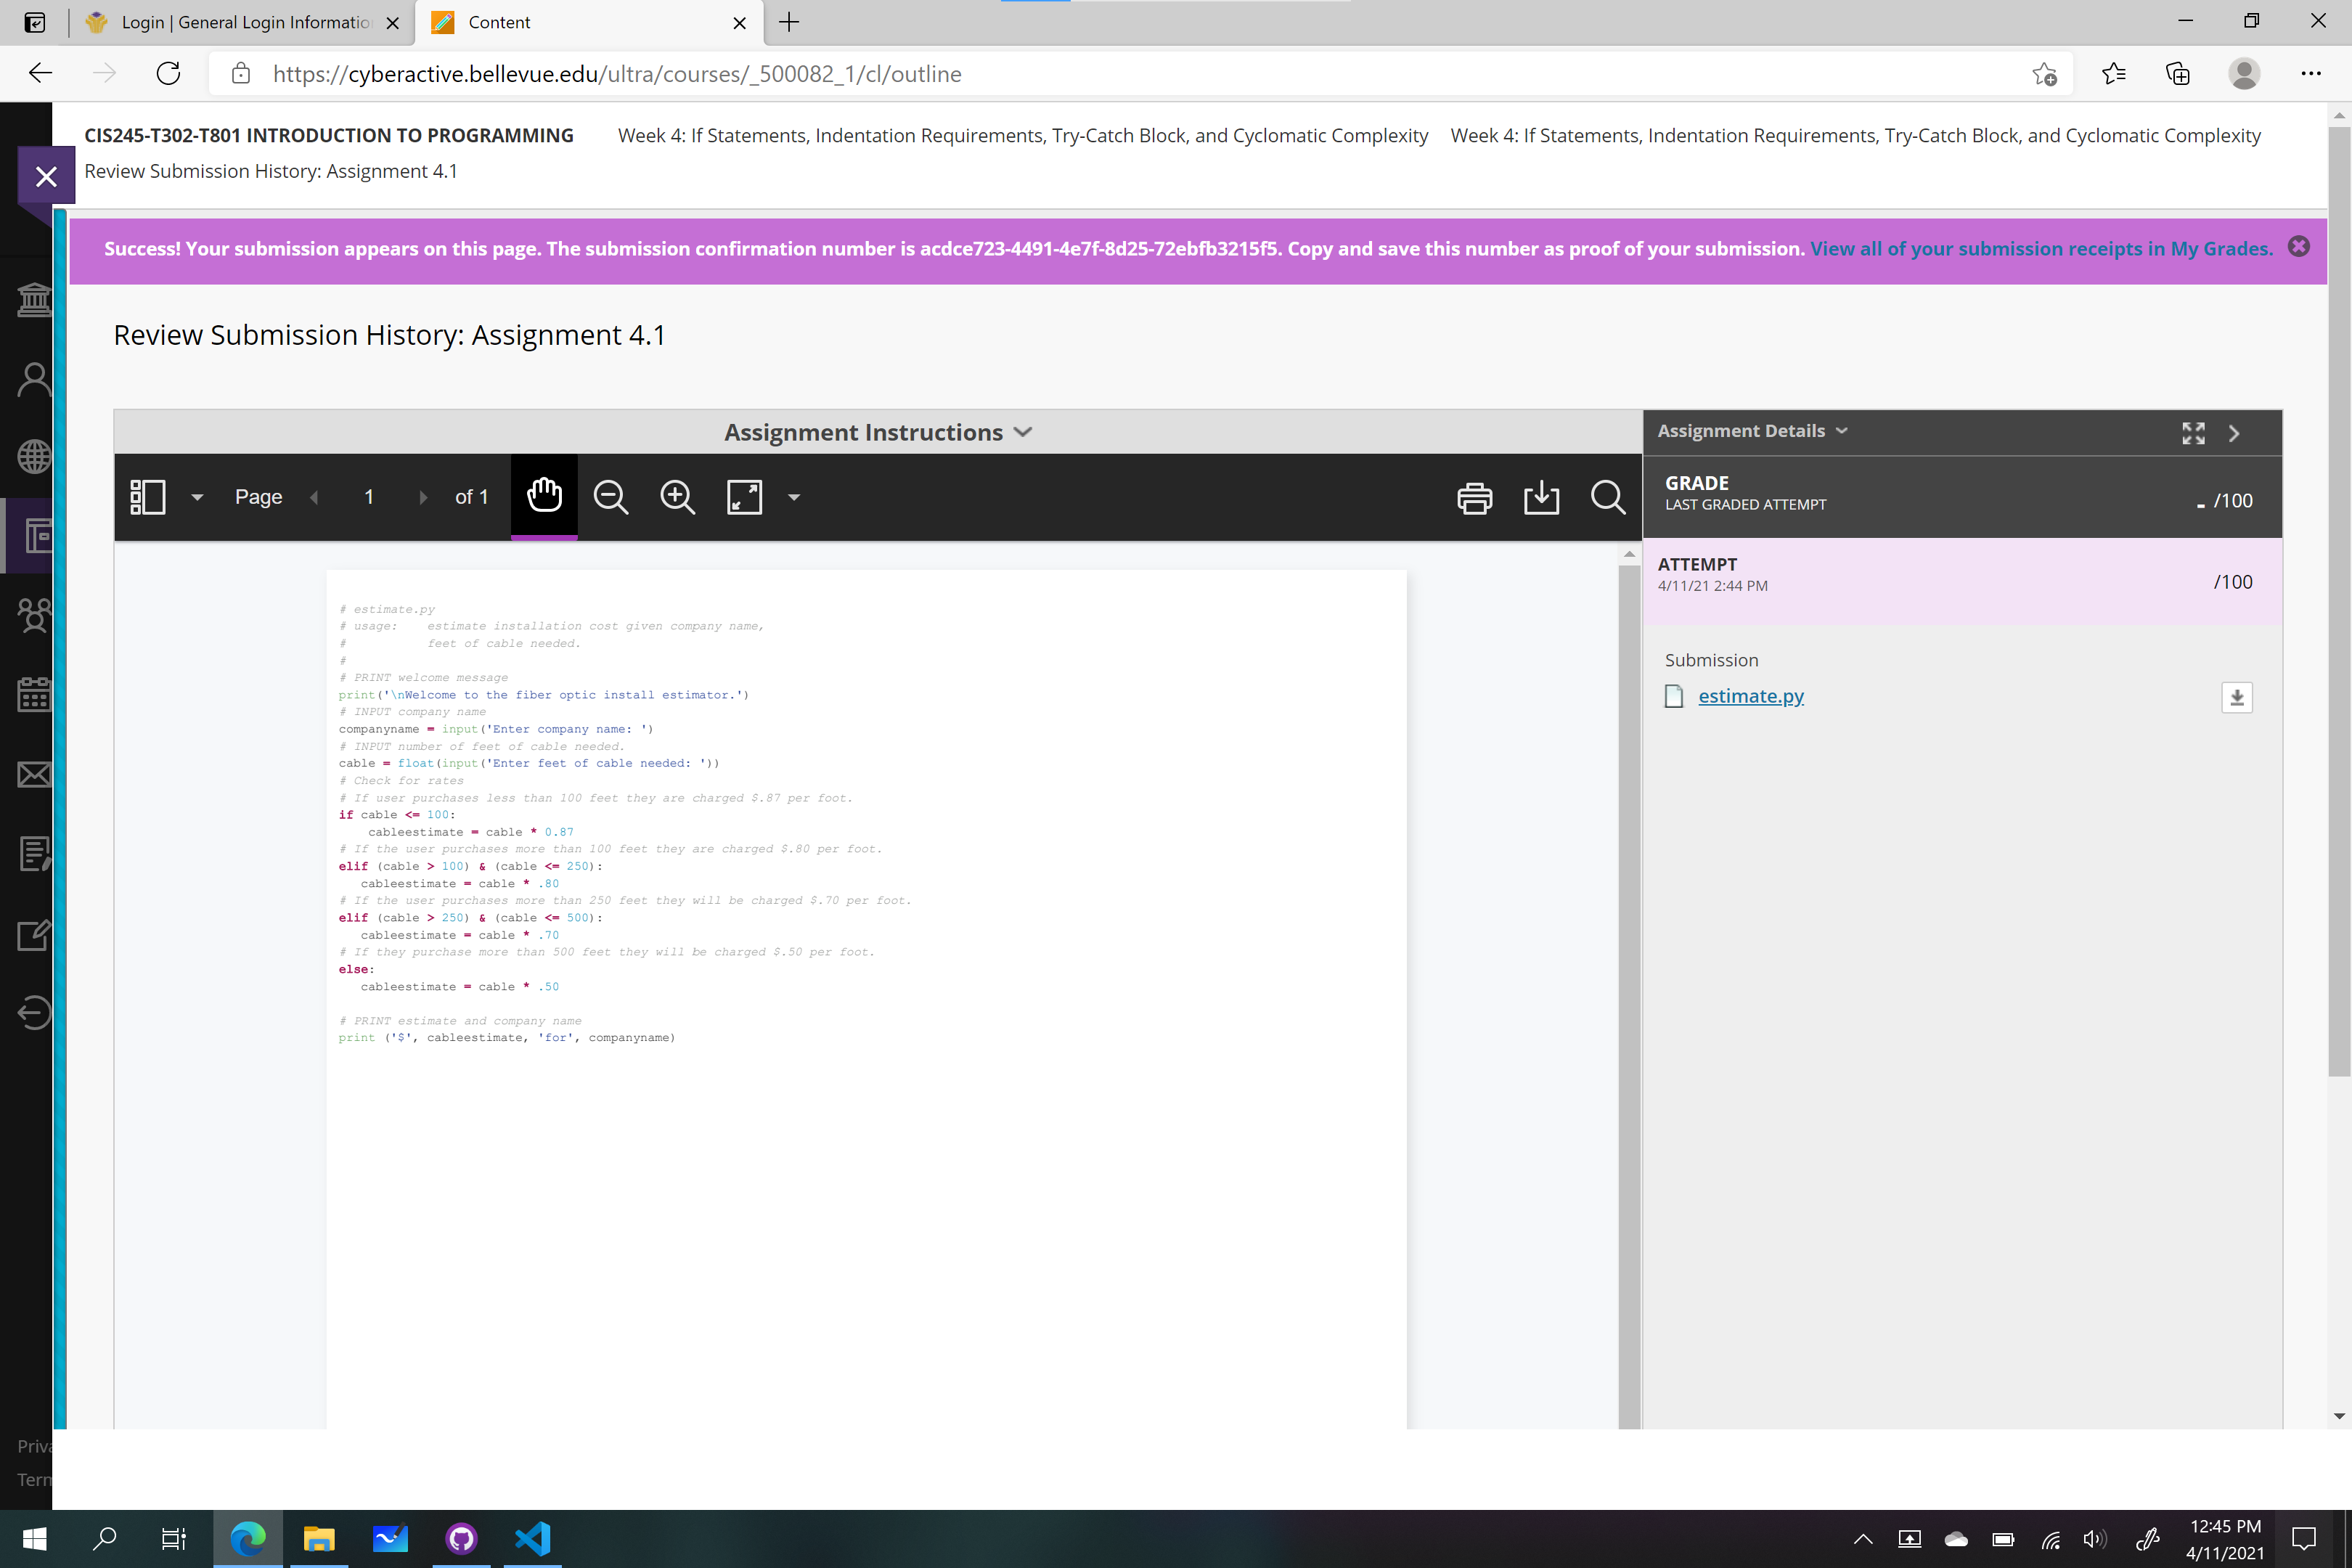 Login | General Login Informatio
Content
https://cyberactive.bellevue.edu/ultra/courses/_500082_1/cl/outline
CIS245-T302-T801 INTRODUCTION TO PROGRAMMING Week 4: If Statements, Indentation Requirements, Try-Catch Block, and Cyclomatic Complexity Week 4: If Statements, Indentation Requirements, Try-Catch Block, and Cyclomatic Complexity
Review Submission History: Assignment 4.1
Success! Your submission appears on this page. The submission confirmation number is acdce723-4491-4e7f-8d25-72ebfb3215f5. Copy and save this number as proof of your submission. View all of your submission receipts in My Grades.
Review Submission History: Assignment 4.1
Assignment Instructions
Page 1 of 1
# estimate.py
# usage:    estimate installation cost given company name,
#           feet of cable needed.
#
# PRINT welcome message
print('\nWelcome to the fiber optic install estimator.')
# INPUT company name
companyname = input('Enter company name: ')
# INPUT number of feet of cable needed.
cable = float(input('Enter feet of cable needed: '))
# Check for rates
# If user purchases less than 100 feet they are charged $.87 per foot.
if cable <= 100:
    cableestimate = cable * 0.87
# If the user purchases more than 100 feet they are charged $.80 per foot.
elif (cable > 100) & (cable <= 250):
   cableestimate = cable * .80
# If the user purchases more than 250 feet they will be charged $.70 per foot.
elif (cable > 250) & (cable <= 500):
   cableestimate = cable * .70
# If they purchase more than 500 feet they will be charged $.50 per foot.
else:
   cableestimate = cable * .50
# PRINT estimate and company name
print ('$', cableestimate, 'for', companyname)
Assignment Details
GRADE
LAST GRADED ATTEMPT
- /100
ATTEMPT
4/11/21 2:44 PM
/100
Submission
estimate.py
Priva
Term
12:45 PM
4/11/2021